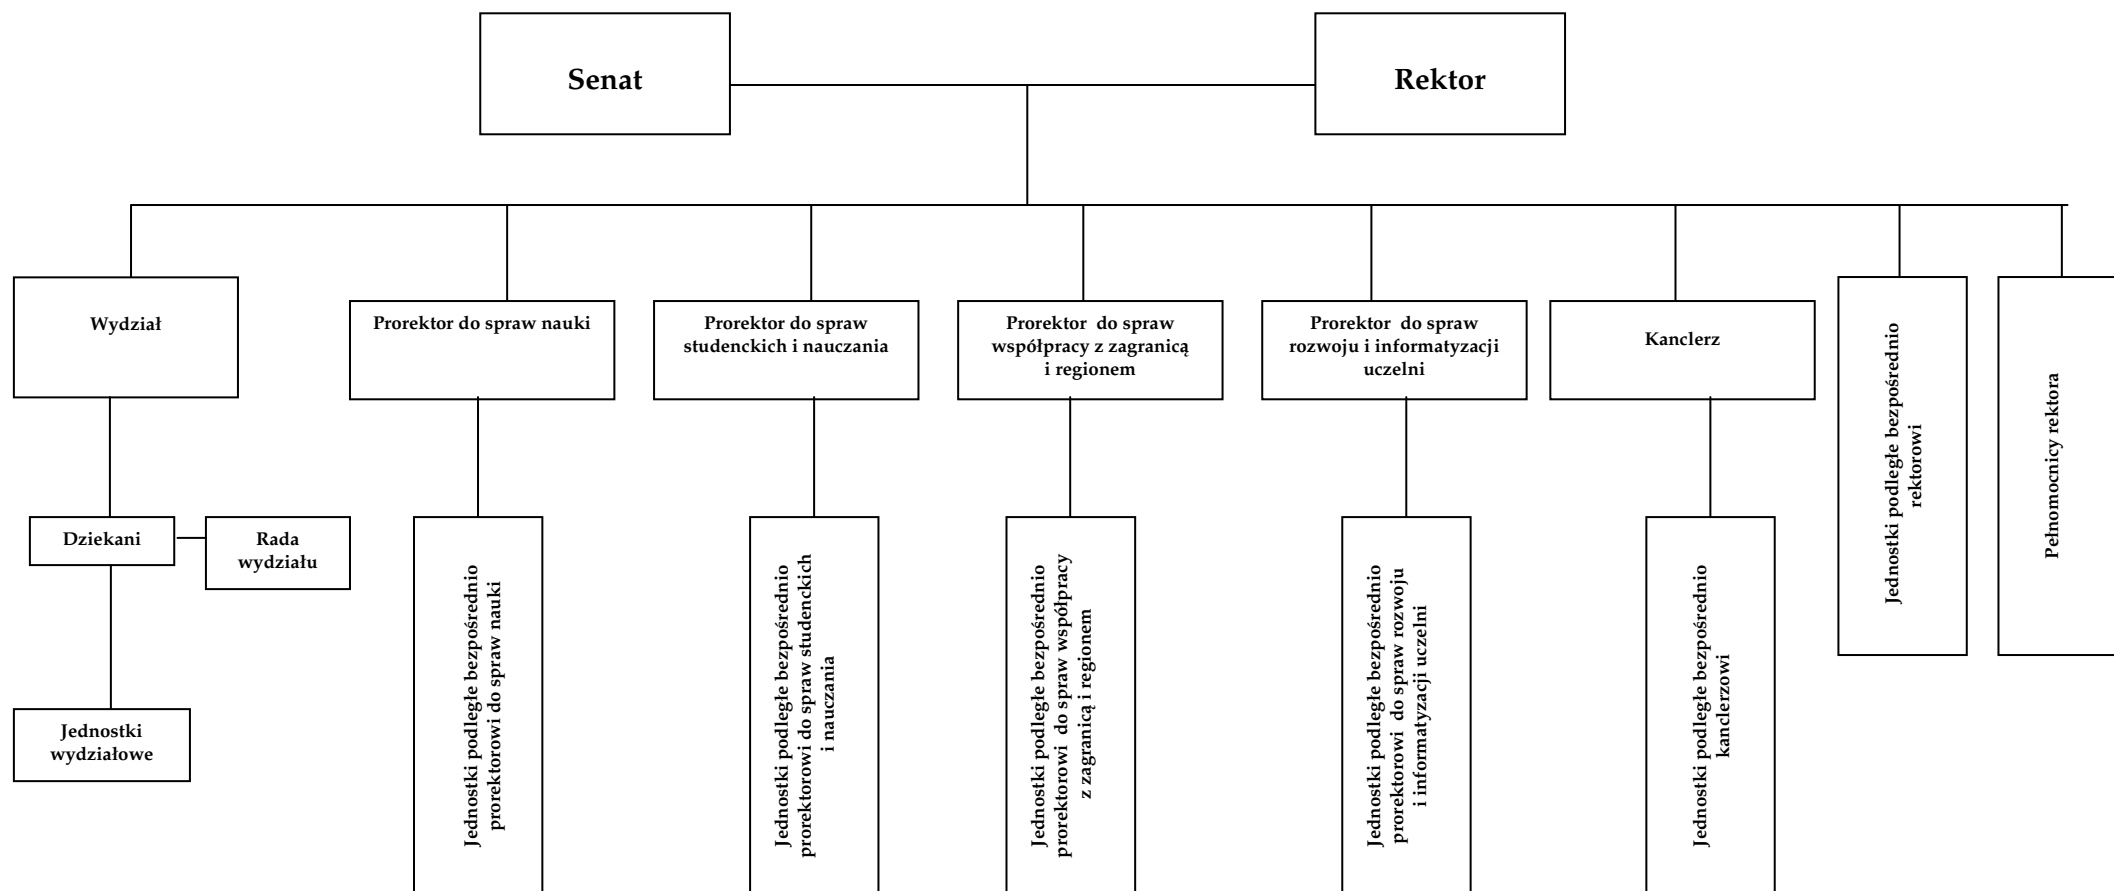 Senat
Rektor
Wydział
Prorektor do spraw nauki
Prorektor do spraw
studenckich i nauczania
Prorektor do spraw
współpracy z zagranicą
i regionem
Prorektor do spraw
rozwoju i informatyzacji
uczelni
Kanclerz
Jednostki podległe bezpośrednio
rektorowi
Pełnomocnicy rektora
Dziekani
Rada
wydziału
Jednostki
wydziałowe
Jednostki podległe bezpośrednio
prorektorowi do spraw nauki
Jednostki podległe bezpośrednio
prorektorowi do spraw studenckich
i nauczania
Jednostki podległe bezpośrednio
prorektorowi do spraw współpracy
z zagranicą i regionem
Jednostki podległe bezpośrednio
prorektorowi do spraw rozwoju
i informatyzacji uczelni
Jednostki podległe bezpośrednio
kanclerzowi